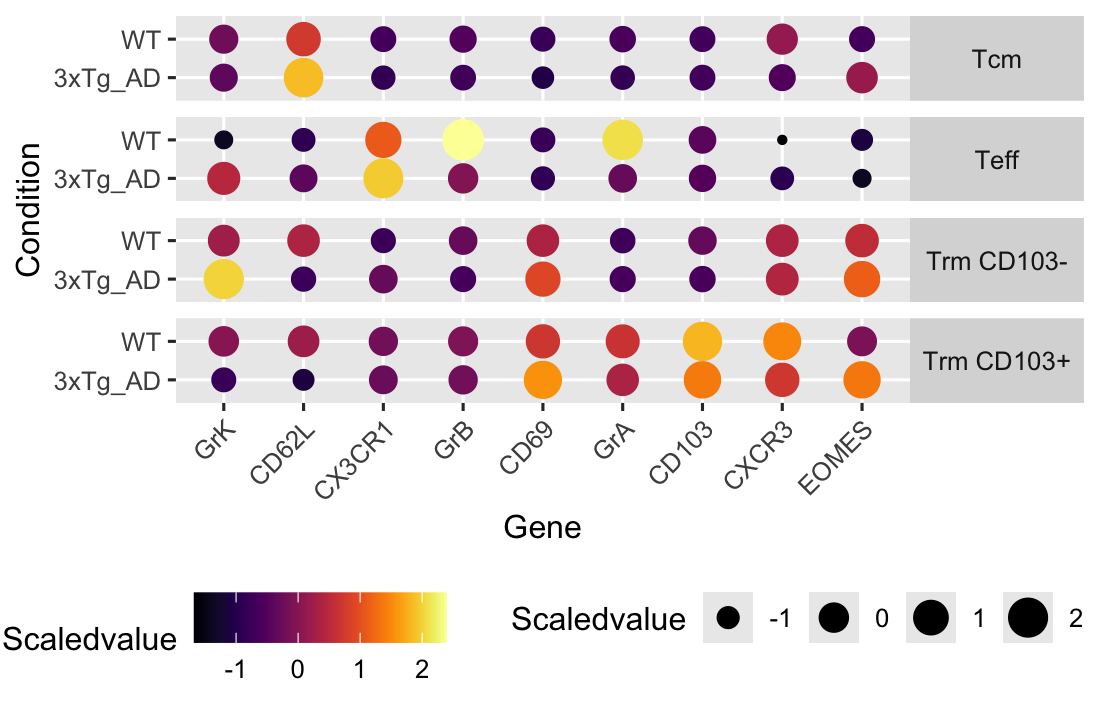 Condition
WT
3xTg_AD
Tcm
WT
3xTg_AD
Teff
WT
3xTg_AD
Trm CD103-
WT
3xTg_AD
Trm CD103+
GrK CD62L CX3CR1 GrB CD69 GrA CD103 CXCR3 EOMES
Gene
Scaledvalue
-1 0 1 2
Scaledvalue -1 0 1 2